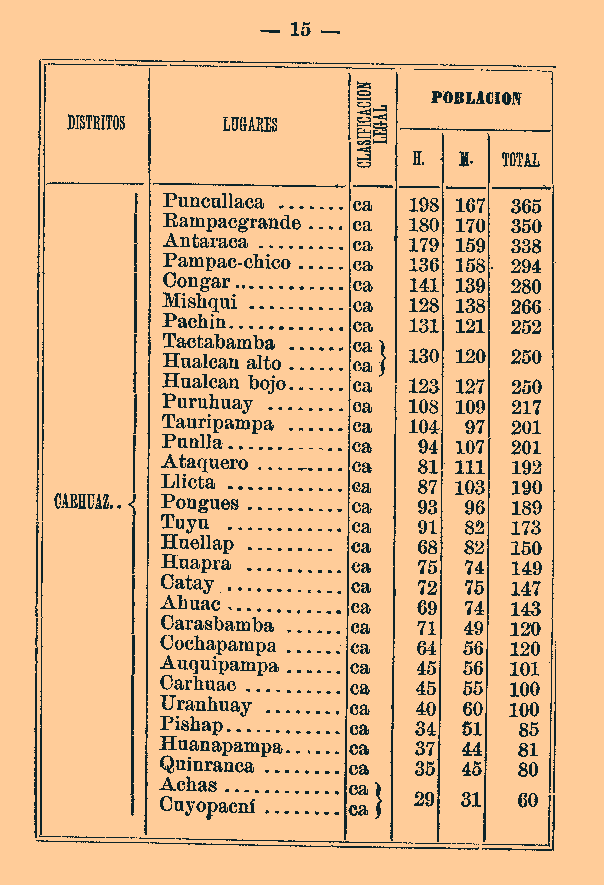 — 15 —
DISTRITOS LUGARES CLASIFICACION LEGAL POBLACION
H. M. TOTAL
Puncullaca ....... ca 198 167 365
Rampacgrande .... ca 180 170 350
Antaraca ......... ca 179 159 338
Pampac-chico ..... ca 136 158 294
Congar ............ ca 141 139 280
Mishqui .......... ca 128 138 266
Pachin............ ca 131 121 252
Tactabamba ...... ca }
Hualcan alto ...... ca } 130 120 250
Hualcan bojo...... ca 123 127 250
Puruhuay ........ ca 108 109 217
Tauripampa ...... ca 104 97 201
Punlla............ ca 94 107 201
Ataquero ......... ca 81 111 192
Llicta ............ ca 87 103 190
CARHUAZ.. { Pongues .......... ca 93 96 189
Tuyu ............ ca 91 82 173
Huellap ......... ca 68 82 150
Huapra .......... ca 75 74 149
Catay ............ ca 72 75 147
Ahuac ............ ca 69 74 143
Carasbamba ...... ca 71 49 120
Cochapampa ...... ca 64 56 120
Auquipampa ...... ca 45 56 101
Carhuac .......... ca 45 55 100
Uranhuay ........ ca 40 60 100
Pishap............ ca 34 51 85
Huanapampa...... ca 37 44 81
Quinranca ........ ca 35 45 80
Achas ............ ca }
Cuyopacní ........ ca } 29 31 60